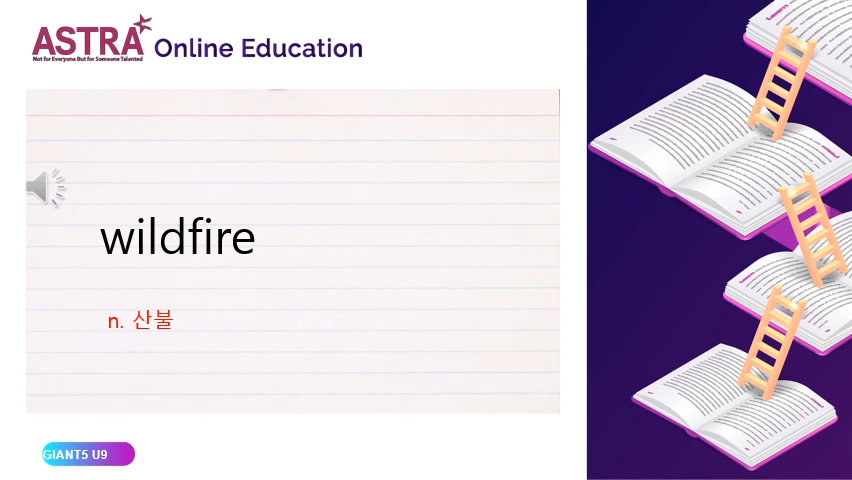 ASTRA
Not for Everyone But for Someone Talented
Online Education
wildfire
n. 산불
GIANT5 U9